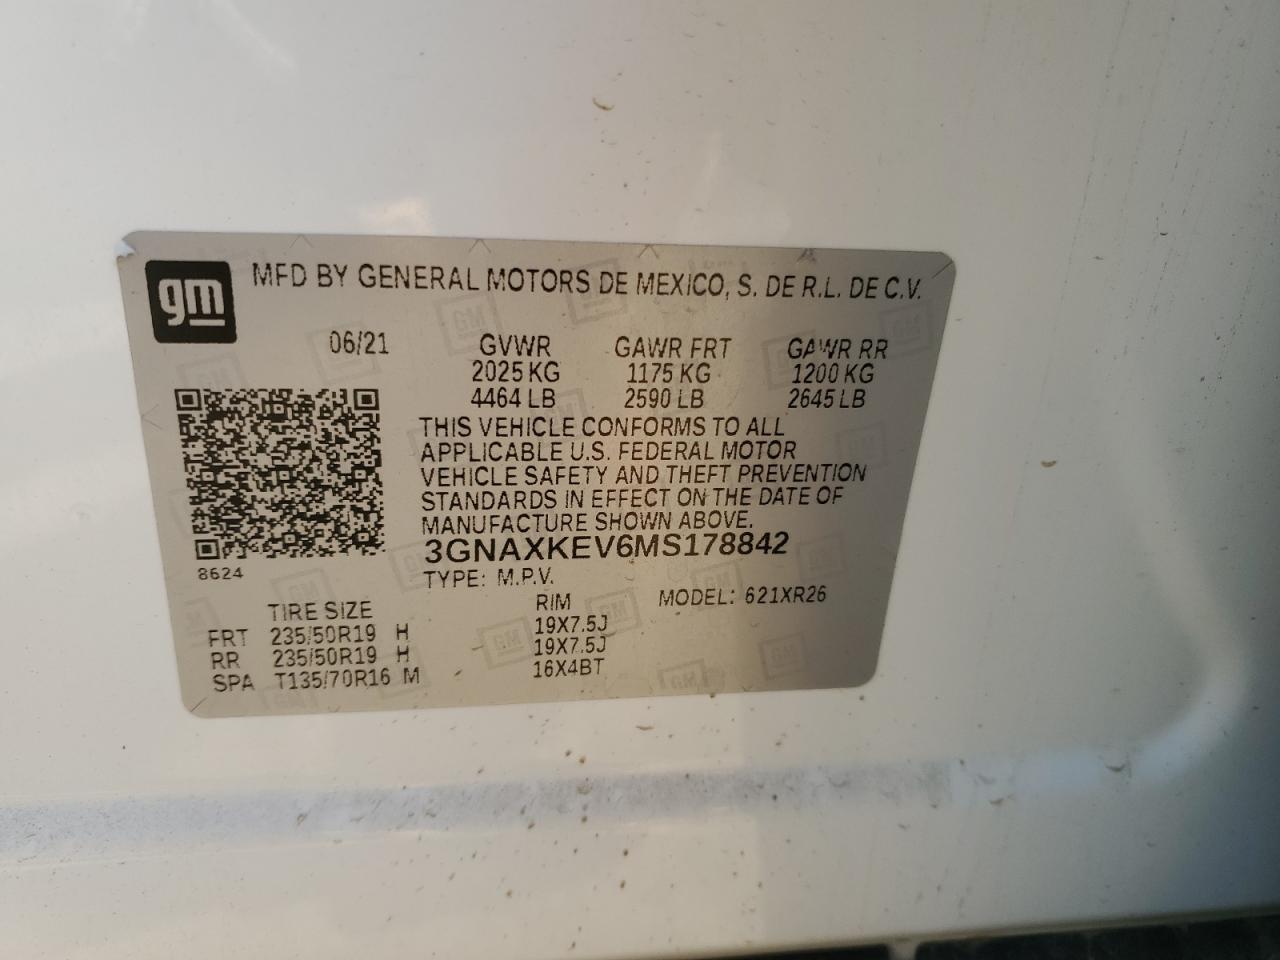 gm MFD BY GENERAL MOTORS DE MEXICO, S. DE R.L. DE C.V.
06/21 GVWR GAWR FRT GAWR RR
2025 KG 1175 KG 1200 KG
4464 LB 2590 LB 2645 LB
THIS VEHICLE CONFORMS TO ALL
APPLICABLE U.S. FEDERAL MOTOR
VEHICLE SAFETY AND THEFT PREVENTION
STANDARDS IN EFFECT ON THE DATE OF
MANUFACTURE SHOWN ABOVE.
3GNAXKEV6MS178842
8624
TYPE: M.P.V.
TIRE SIZE RIM MODEL: 621XR26
FRT 235/50R19 H 19X7.5J
RR 235/50R19 H 19X7.5J
SPA T135/70R16 M 16X4BT